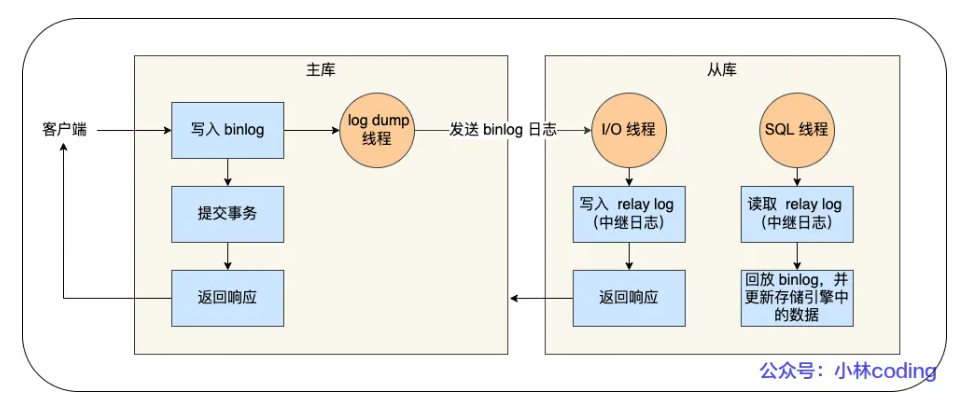 主库
从库
客户端
写入 binlog
log dump
线程
发送 binlog 日志
I/O 线程
SQL 线程
提交事务
写入 relay log
（中继日志）
读取 relay log
（中继日志）
返回响应
返回响应
回放 binlog，并
更新存储引擎中
的数据
公众号：小林coding